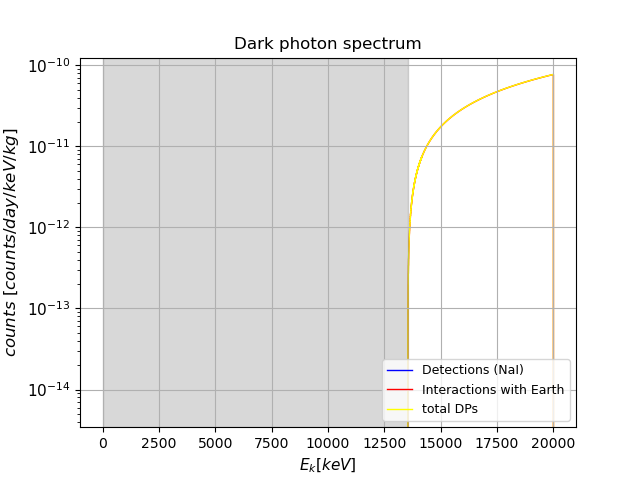 Dark photon spectrum
counts [counts/day/keV/kg]
10⁻¹⁰
10⁻¹¹
10⁻¹²
10⁻¹³
10⁻¹⁴
Detections (NaI)
Interactions with Earth
total DPs
0 2500 5000 7500 10000 12500 15000 17500 20000
Eₖ[keV]